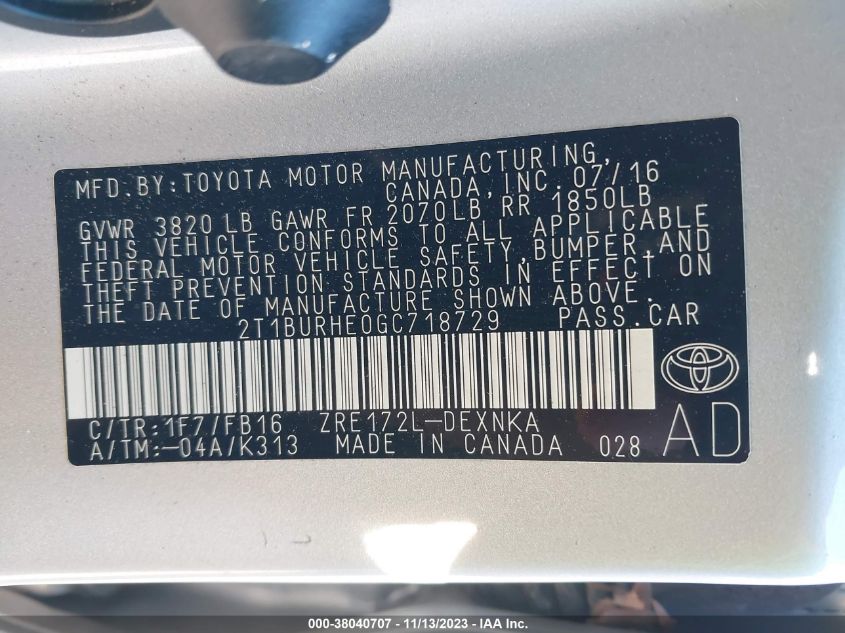 MFD. BY: TOYOTA MOTOR MANUFACTURING,
CANADA, INC. 07/16
GVWR 3820 LB GAWR FR 2070LB RR 1850LB
THIS VEHICLE CONFORMS TO ALL APPLICABLE
FEDERAL MOTOR VEHICLE SAFETY, BUMPER, AND
THEFT PREVENTION STANDARDS IN EFFECT ON
THE DATE OF MANUFACTURE SHOWN ABOVE.
2T1BURHE0GC718729 PASS. CAR
C/TR: 1F7/FB16 ZRE172L-DEXNKA
A/TM: -04A/K313 MADE IN CANADA 028 AD
000-38040707 - 11/13/2023 - IAA Inc.